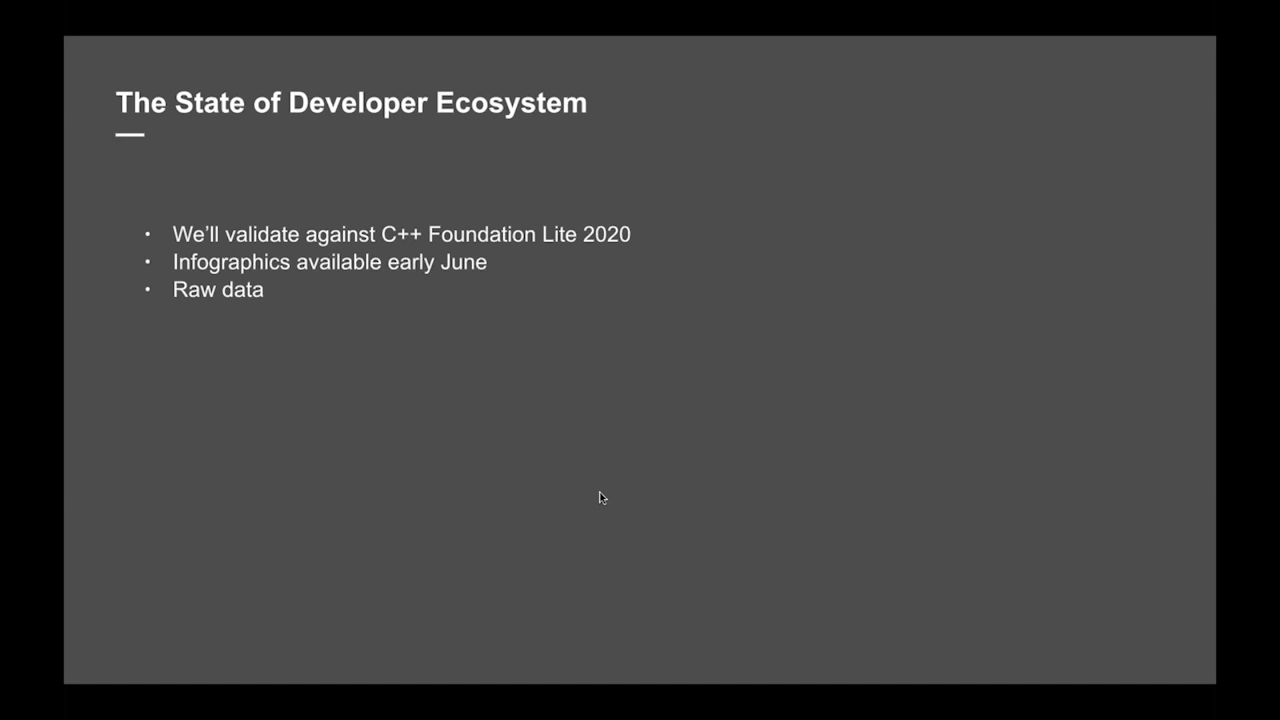 The State of Developer Ecosystem
• We’ll validate against C++ Foundation Lite 2020
• Infographics available early June
• Raw data